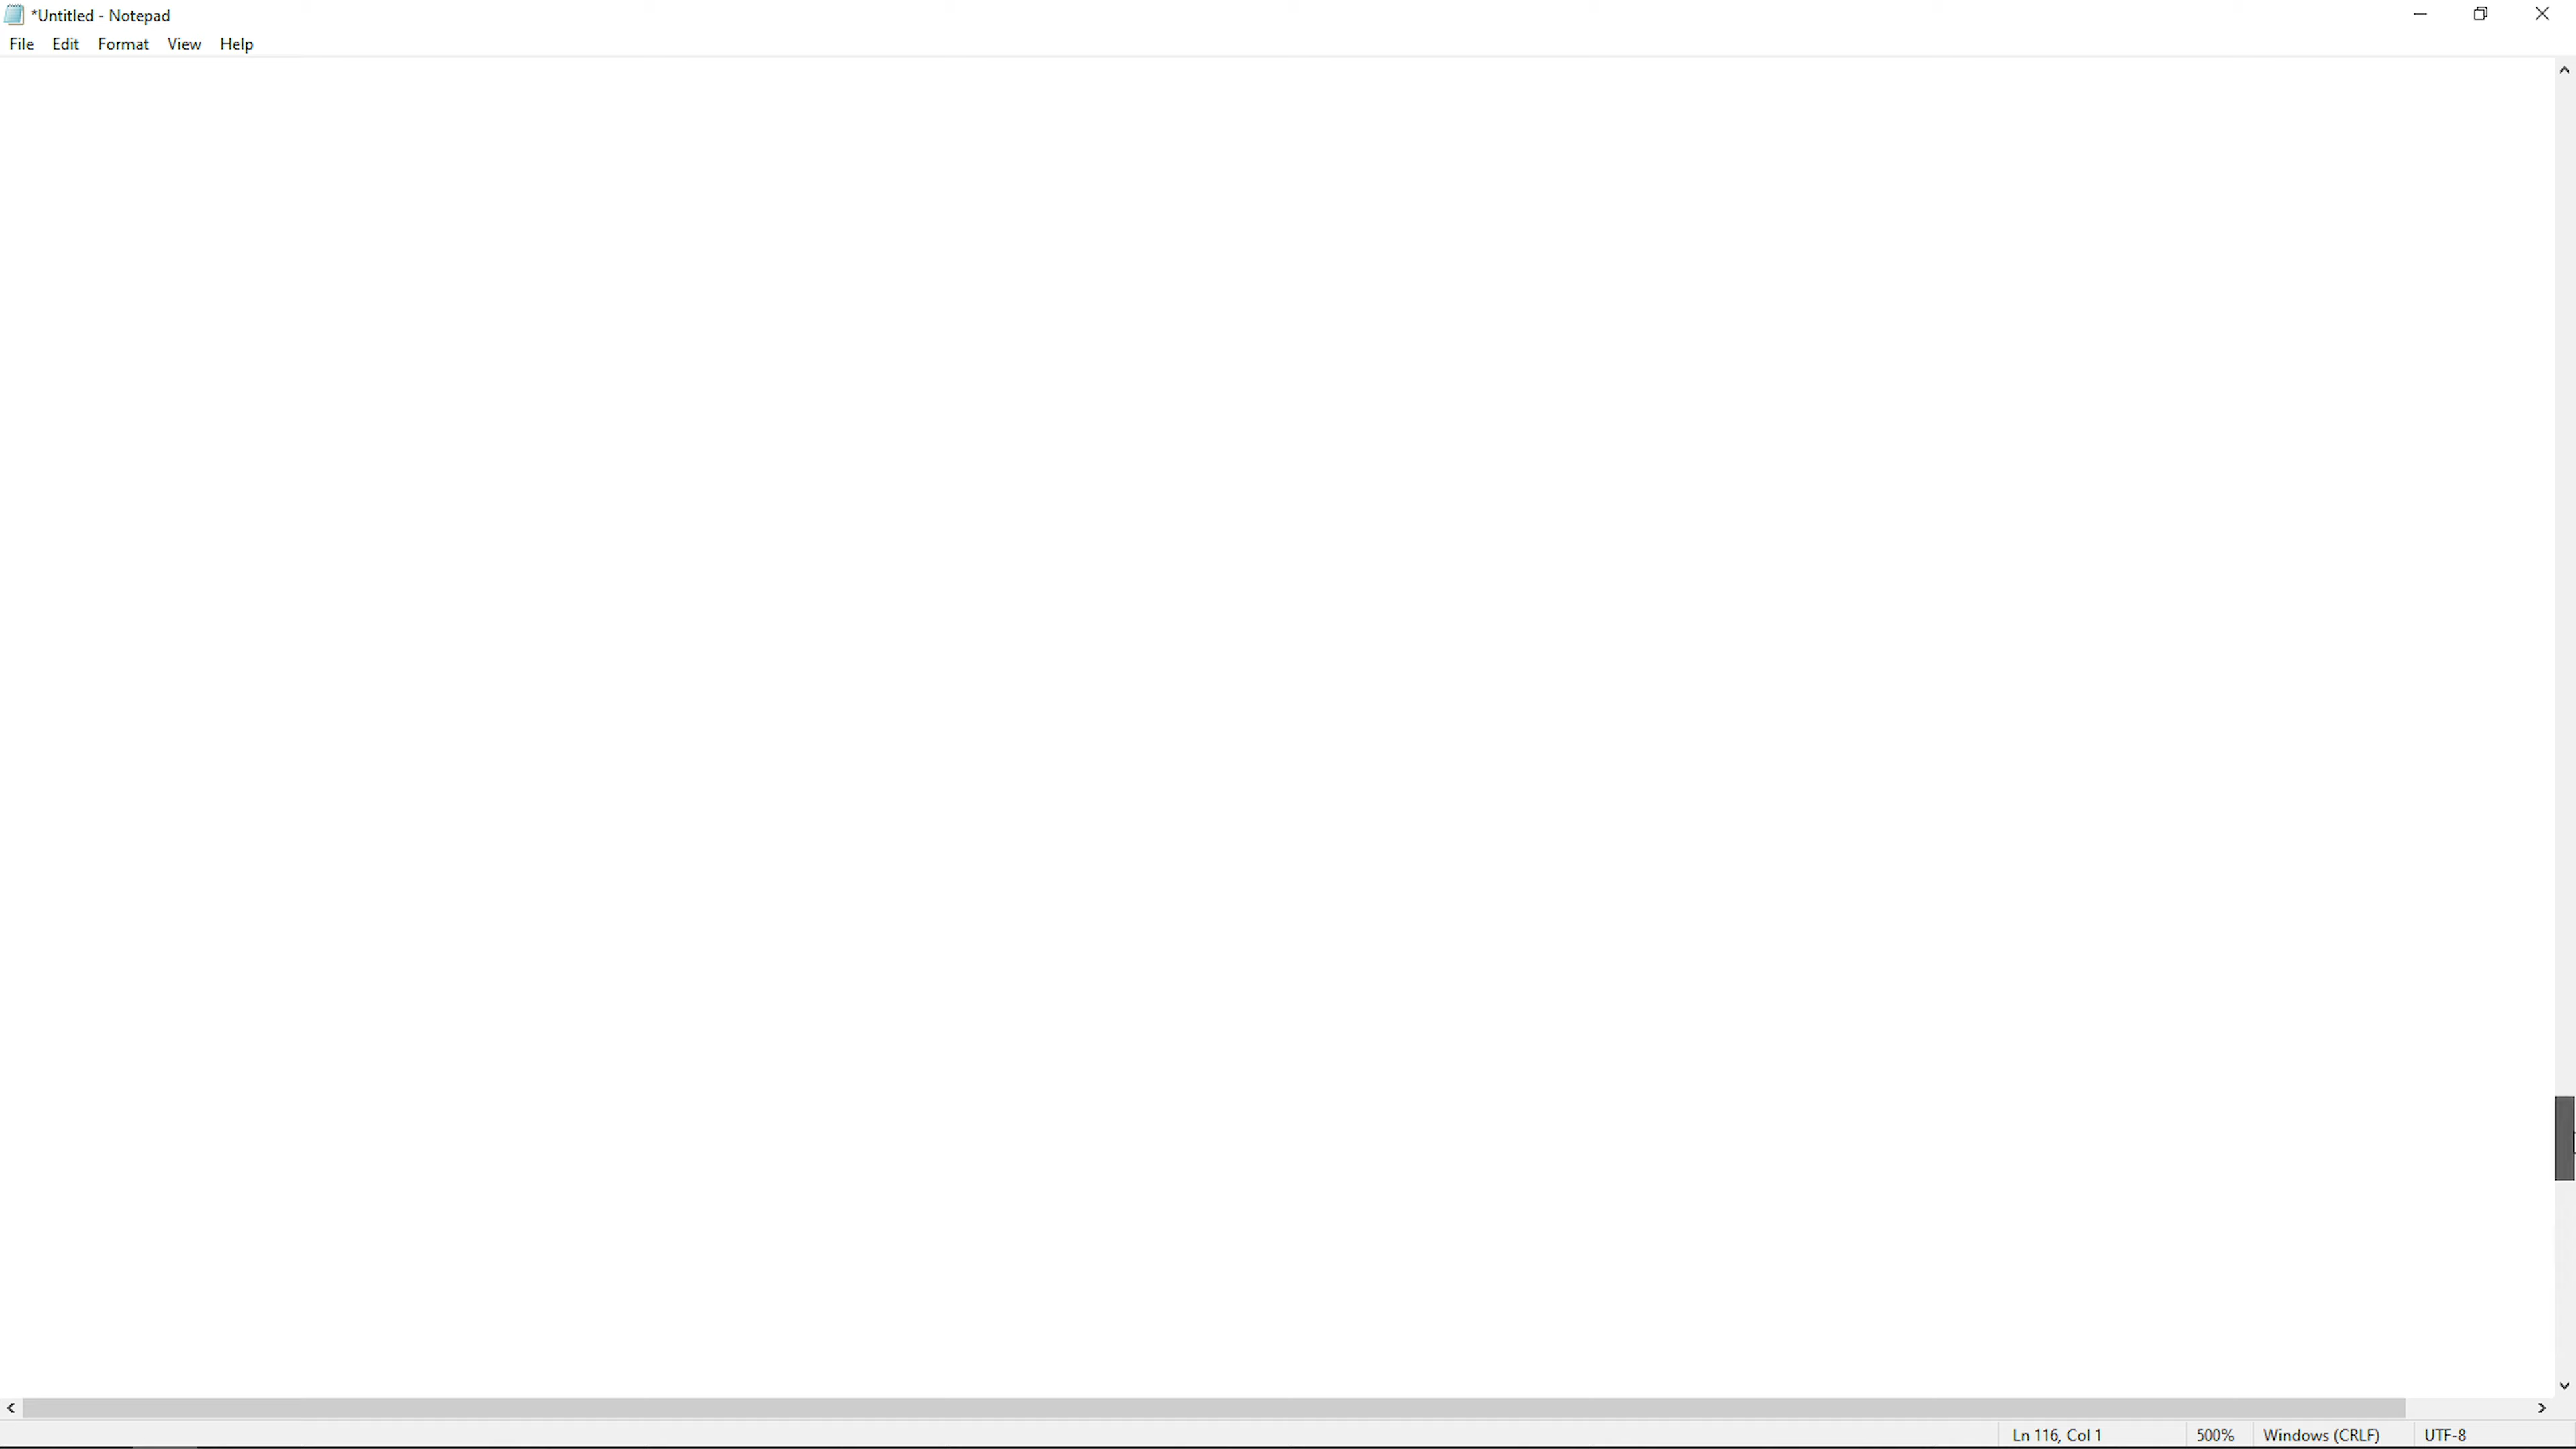 *Untitled - Notepad
File Edit Format View Help
Ln 116, Col 1 500% Windows (CRLF) UTF-8